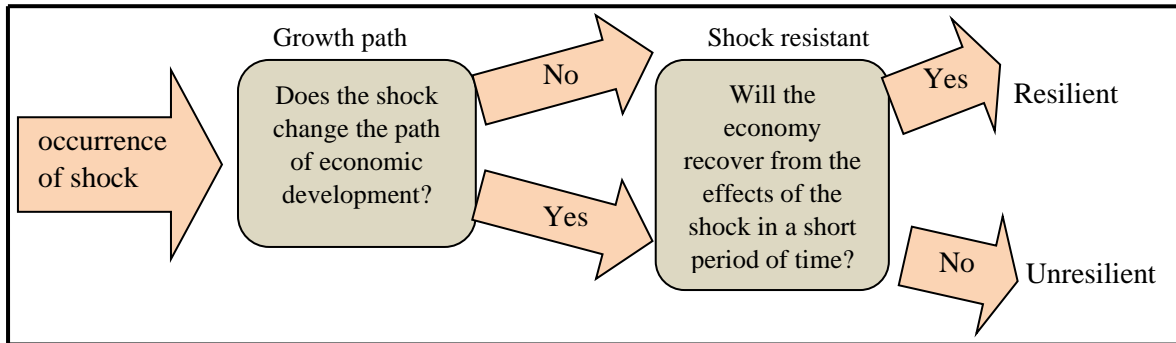 occurrence
of shock
Growth path
Does the shock
change the path
of economic
development?
No
Yes
Shock resistant
Will the
economy
recover from the
effects of the
shock in a short
period of time?
Yes
Resilient
No
Unresilient